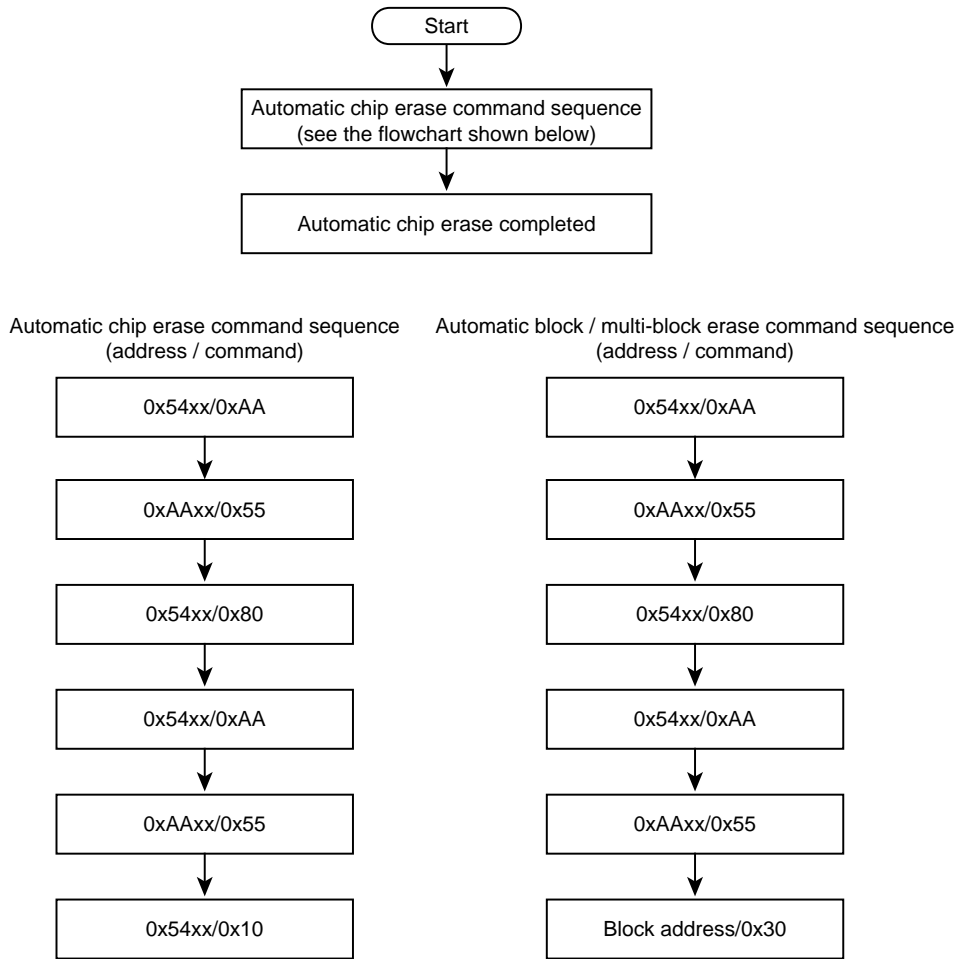 Start
Automatic chip erase command sequence
(see the flowchart shown below)
Automatic chip erase completed
Automatic chip erase command sequence
(address / command)
0x54xx/0xAA
0xAAxx/0x55
0x54xx/0x80
0x54xx/0xAA
0xAAxx/0x55
0x54xx/0x10
Automatic block / multi-block erase command sequence
(address / command)
0x54xx/0xAA
0xAAxx/0x55
0x54xx/0x80
0x54xx/0xAA
0xAAxx/0x55
Block address/0x30